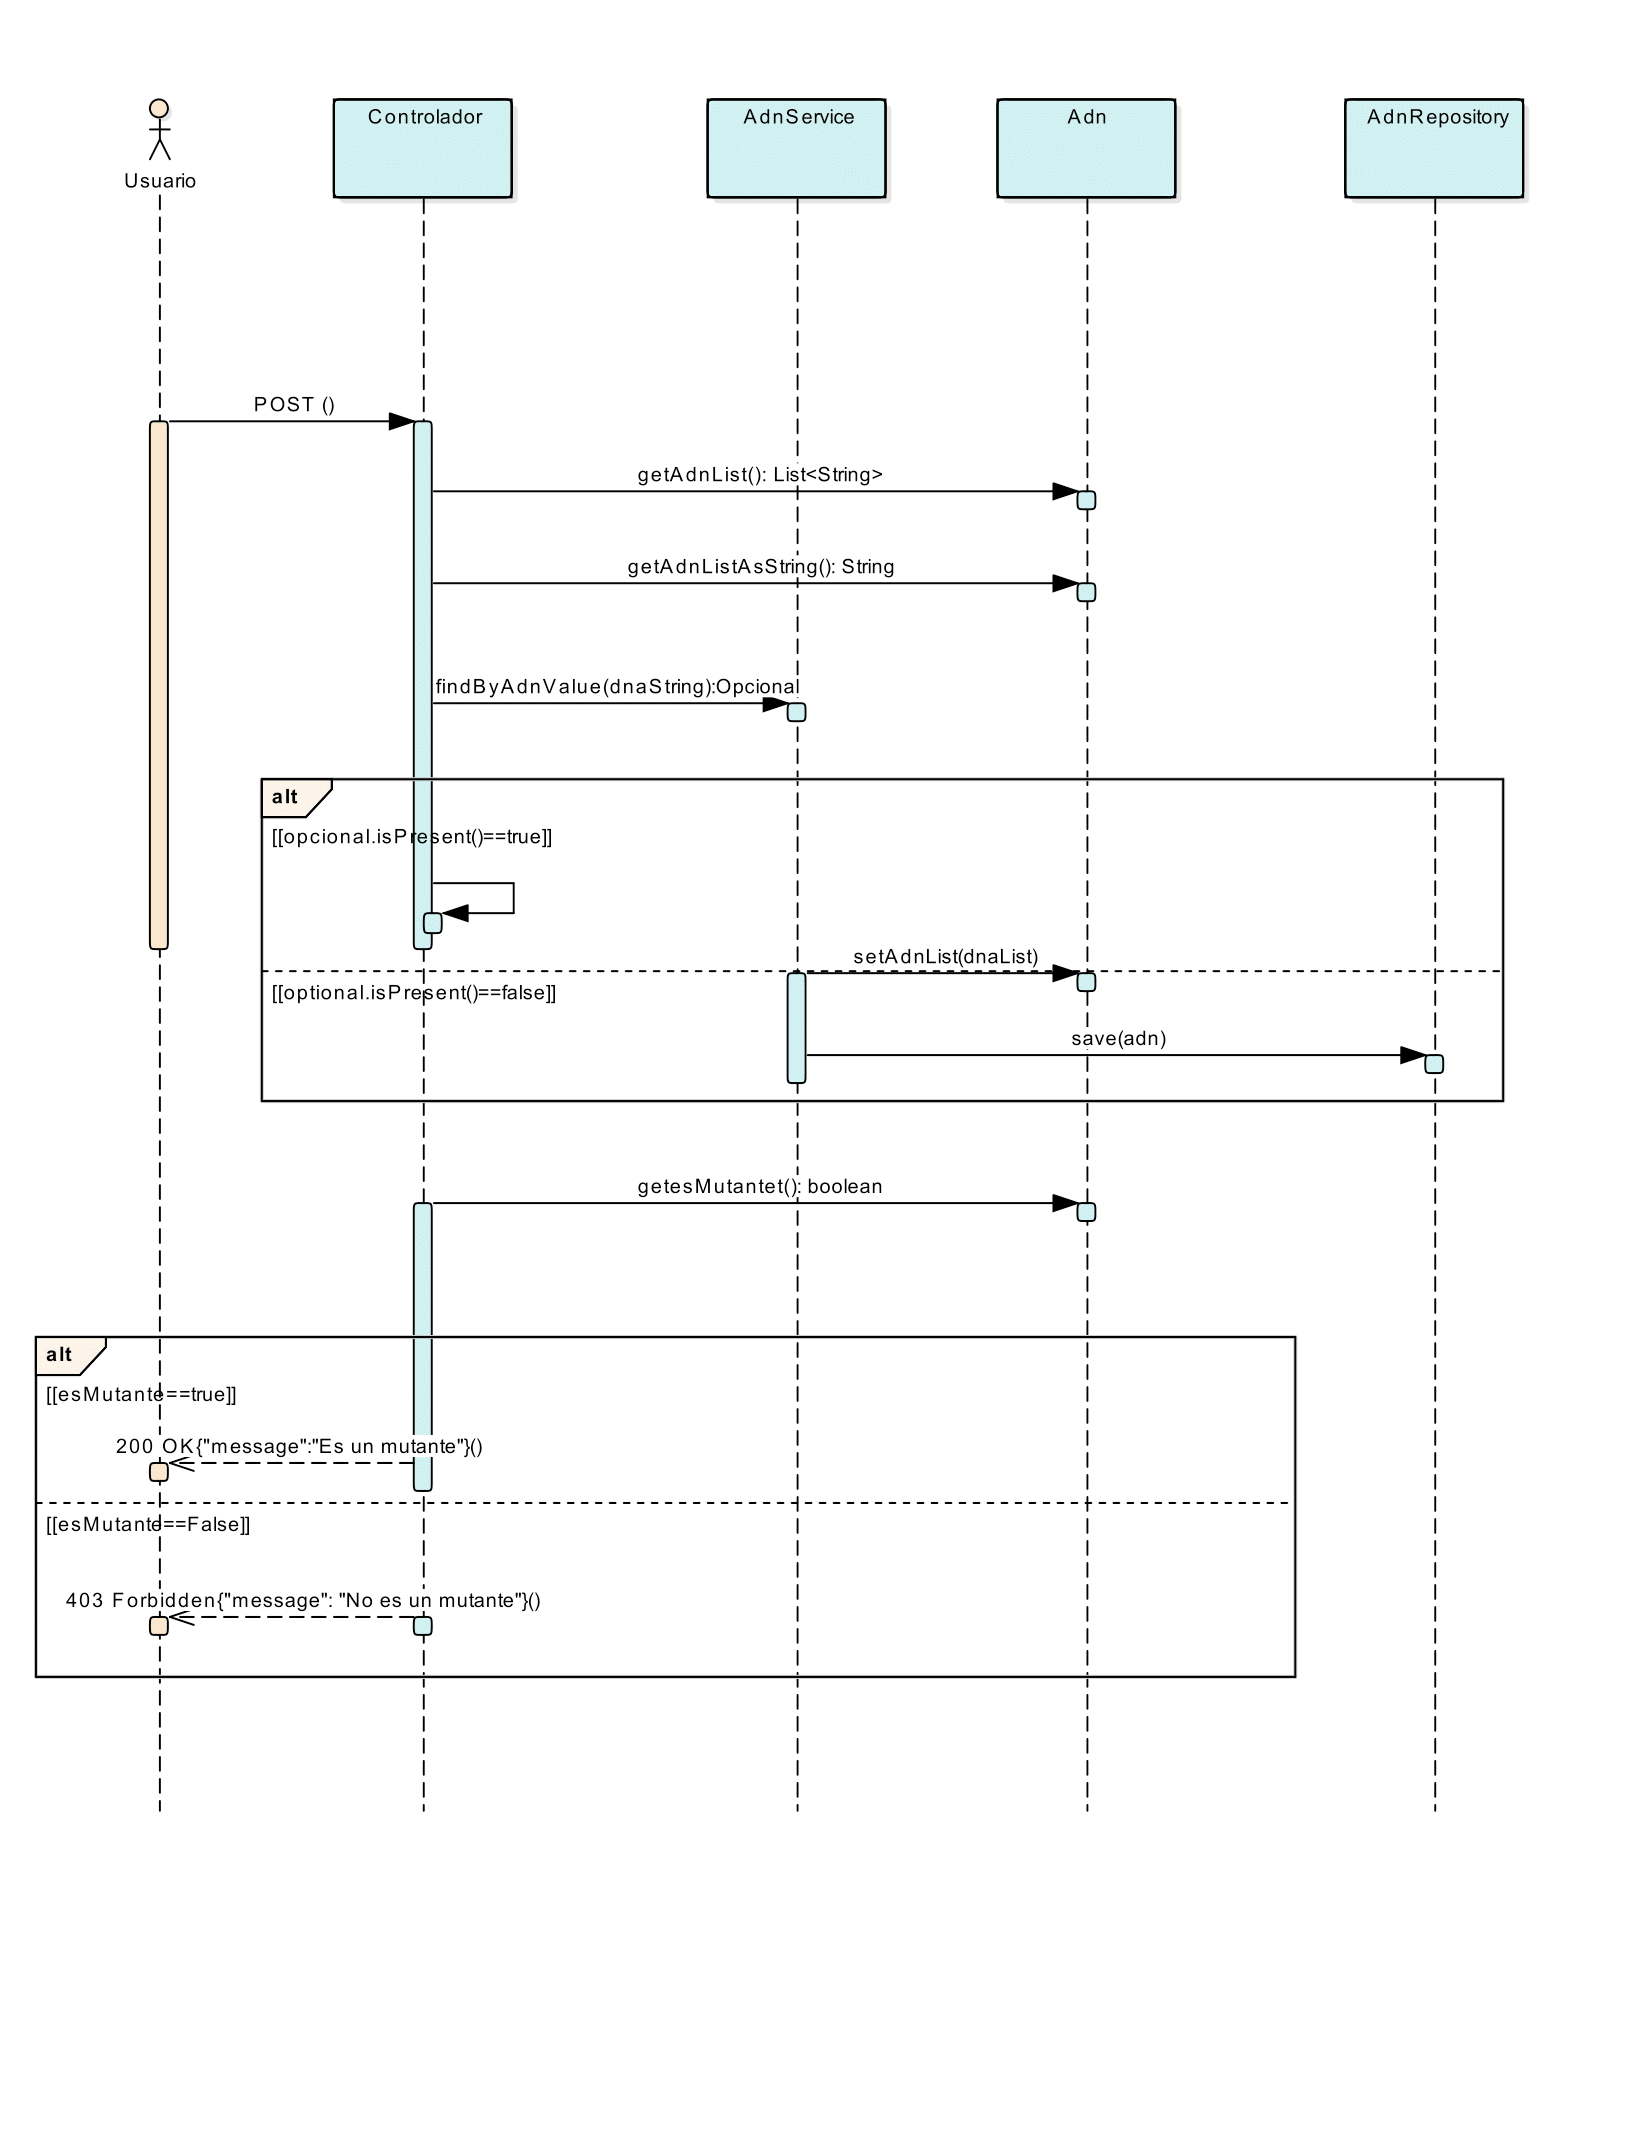 Usuario
Controlador
AdnService
Adn
AdnRepository
POST ()
getAdnList(): List<String>
getAdnListAsString(): String
findByAdnValue(dnaString):Opcional
alt
[[opcional.isPresent()==true]]
setAdnList(dnaList)
[[optional.isPresent()==false]]
save(adn)
getesMutantet(): boolean
alt
[[esMutante==true]]
200 OK{"message":"Es un mutante"}()
[[esMutante==False]]
403 Forbidden{"message": "No es un mutante"}()